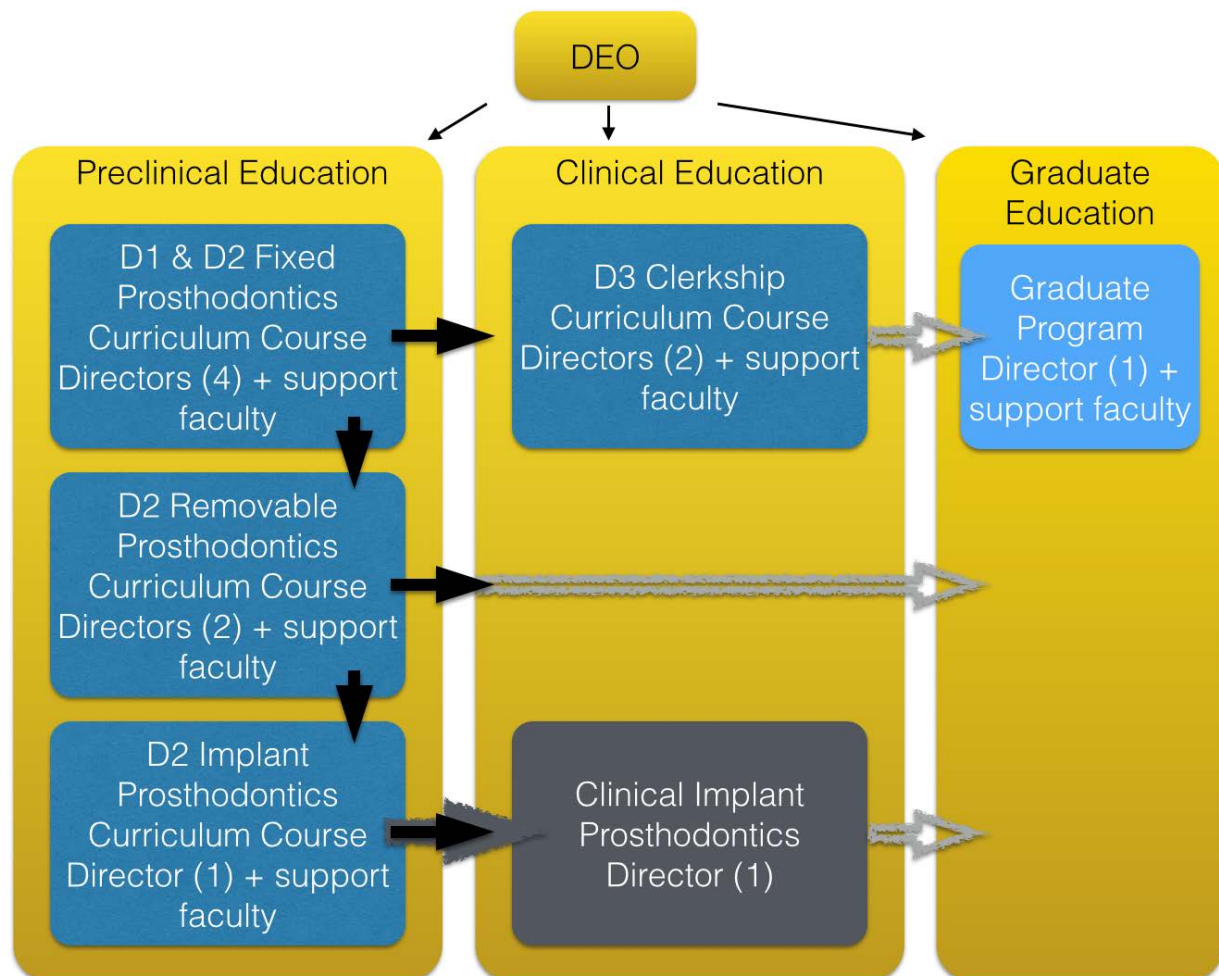 DEO
Preclinical Education
D1 & D2 Fixed
Prosthodontics
Curriculum Course
Directors (4) + support
faculty
D2 Removable
Prosthodontics
Curriculum Course
Directors (2) + support
faculty
D2 Implant
Prosthodontics
Curriculum Course
Director (1) + support
faculty
Clinical Education
D3 Clerkship
Curriculum Course
Directors (2) + support
faculty
Clinical Implant
Prosthodontics
Director (1)
Graduate
Education
Graduate
Program
Director (1) +
support faculty